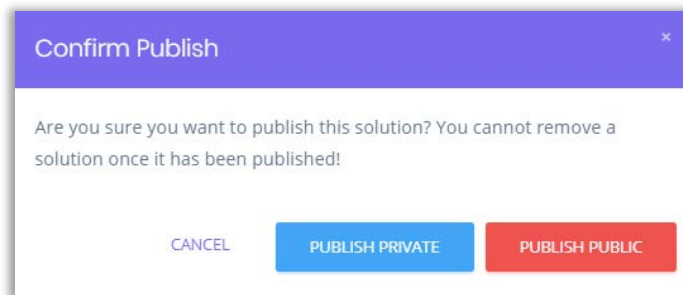 Confirm Publish
×
Are you sure you want to publish this solution? You cannot remove a
solution once it has been published!
CANCEL PUBLISH PRIVATE PUBLISH PUBLIC